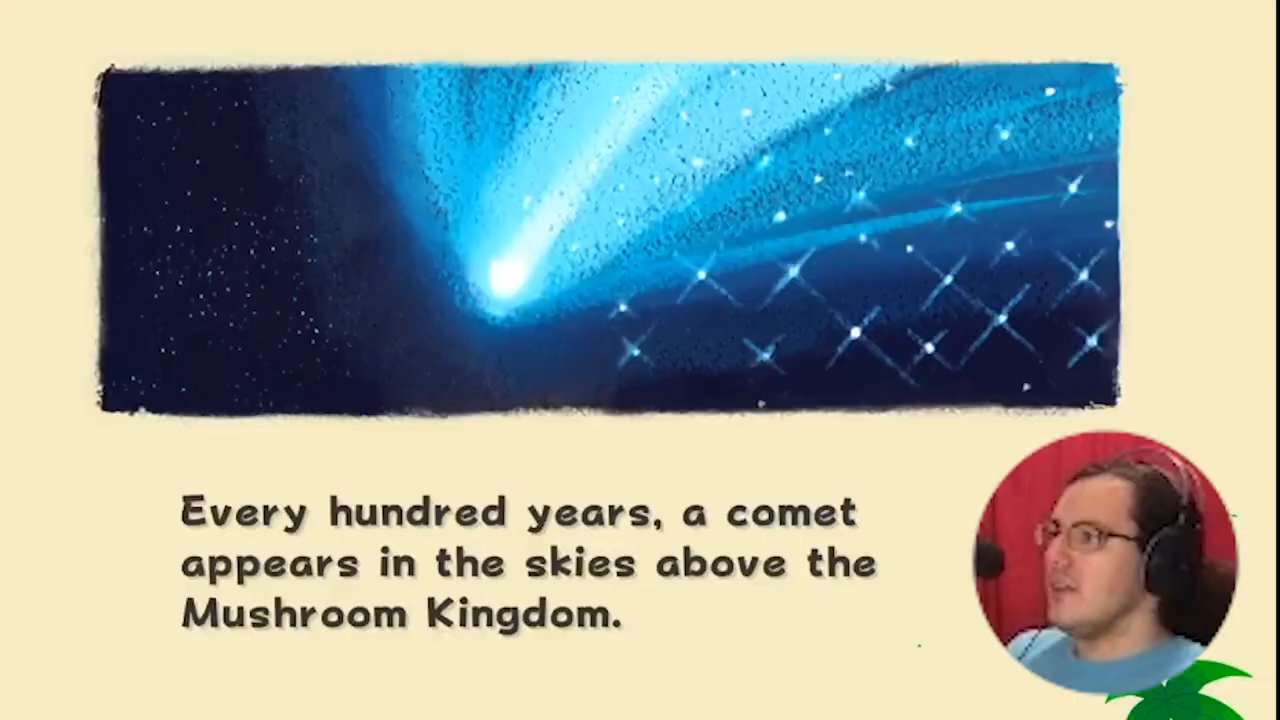 Every hundred years, a comet
appears in the skies above the
Mushroom Kingdom.